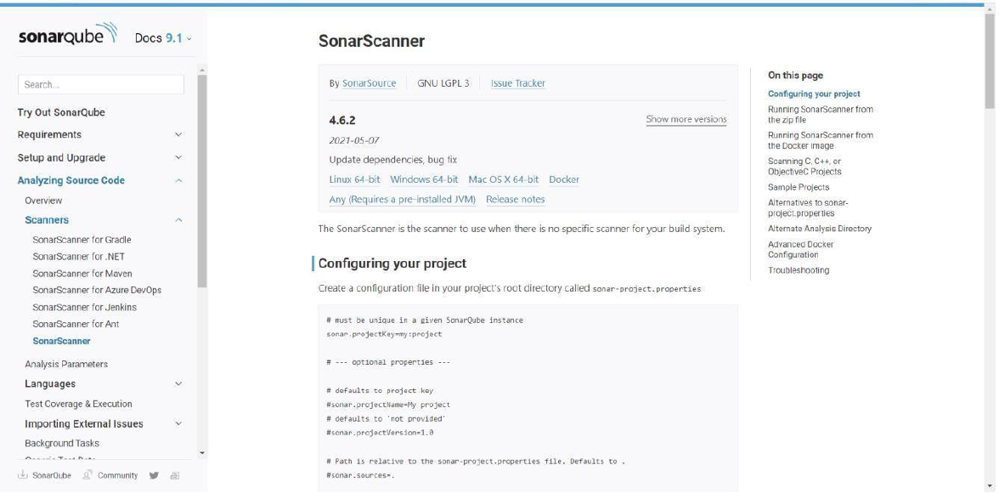 sonarqube Docs 9.1
Search...
Try Out SonarQube
Requirements
Setup and Upgrade
Analyzing Source Code
Overview
Scanners
SonarScanner for Gradle
SonarScanner for .NET
SonarScanner for Maven
SonarScanner for Azure DevOps
SonarScanner for Jenkins
SonarScanner for Ant
SonarScanner
Analysis Parameters
Languages
Test Coverage & Execution
Importing External Issues
Background Tasks
SonarQube Community
SonarScanner
By SonarSource GNU LGPL 3 Issue Tracker
4.6.2 Show more versions
2021-05-07
Update dependencies, bug fix
Linux 64-bit Windows 64-bit Mac OS X 64-bit Docker
Any (Requires a pre-installed JVM) Release notes
The SonarScanner is the scanner to use when there is no specific scanner for your build system.
Configuring your project
Create a configuration file in your project's root directory called sonar-project.properties
# must be unique in a given SonarQube instance
sonar.projectKey=my:project
# --- optional properties ---
# defaults to project key
#sonar.projectName=My project
# defaults to 'not provided'
#sonar.projectVersion=1.0
# Path is relative to the sonar-project.properties file. Defaults to .
#sonar.sources=.
On this page
Configuring your project
Running SonarScanner from
the zip file
Running SonarScanner from
the Docker image
Scanning C, C++, or
ObjectiveC Projects
Sample Projects
Alternatives to sonar-
project.properties
Alternate Analysis Directory
Advanced Docker
Configuration
Troubleshooting